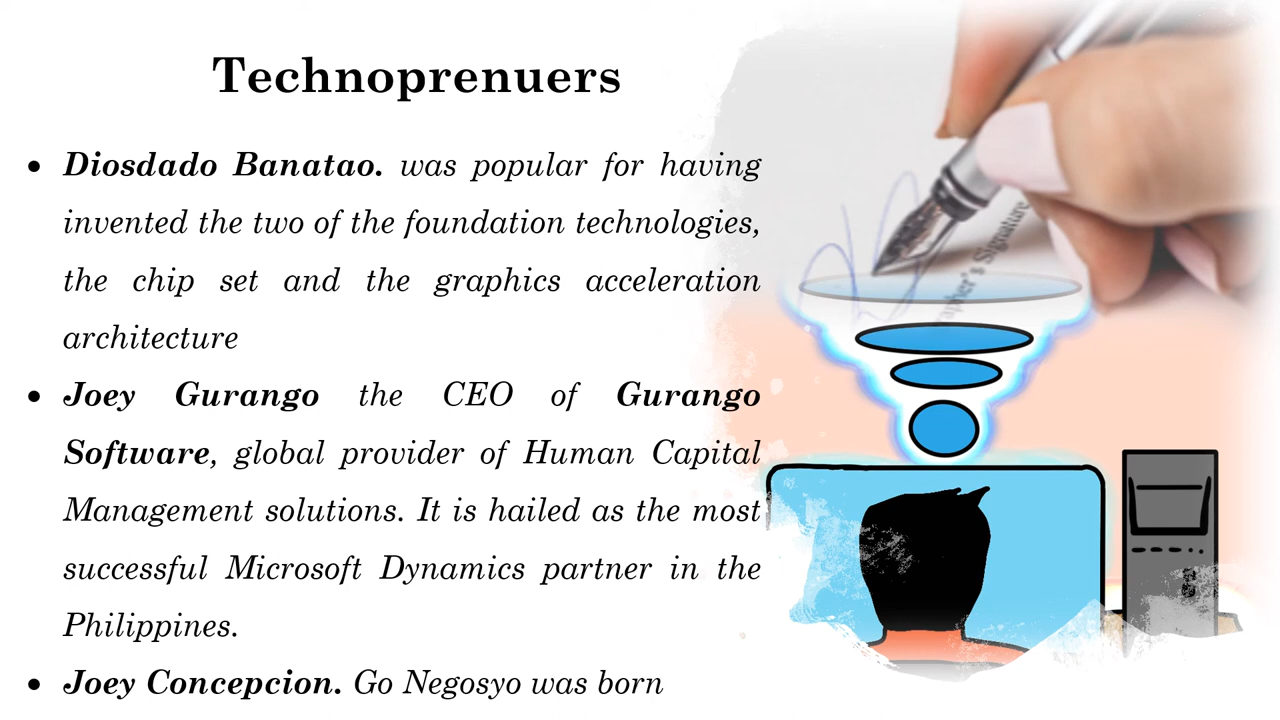 Technoprenuers
• Diosdado Banatao. was popular for having
invented the two of the foundation technologies,
the chip set and the graphics acceleration
architecture
• Joey Gurango the CEO of Gurango
Software, global provider of Human Capital
Management solutions. It is hailed as the most
successful Microsoft Dynamics partner in the
Philippines.
• Joey Concepcion. Go Negosyo was born
apher's Signature